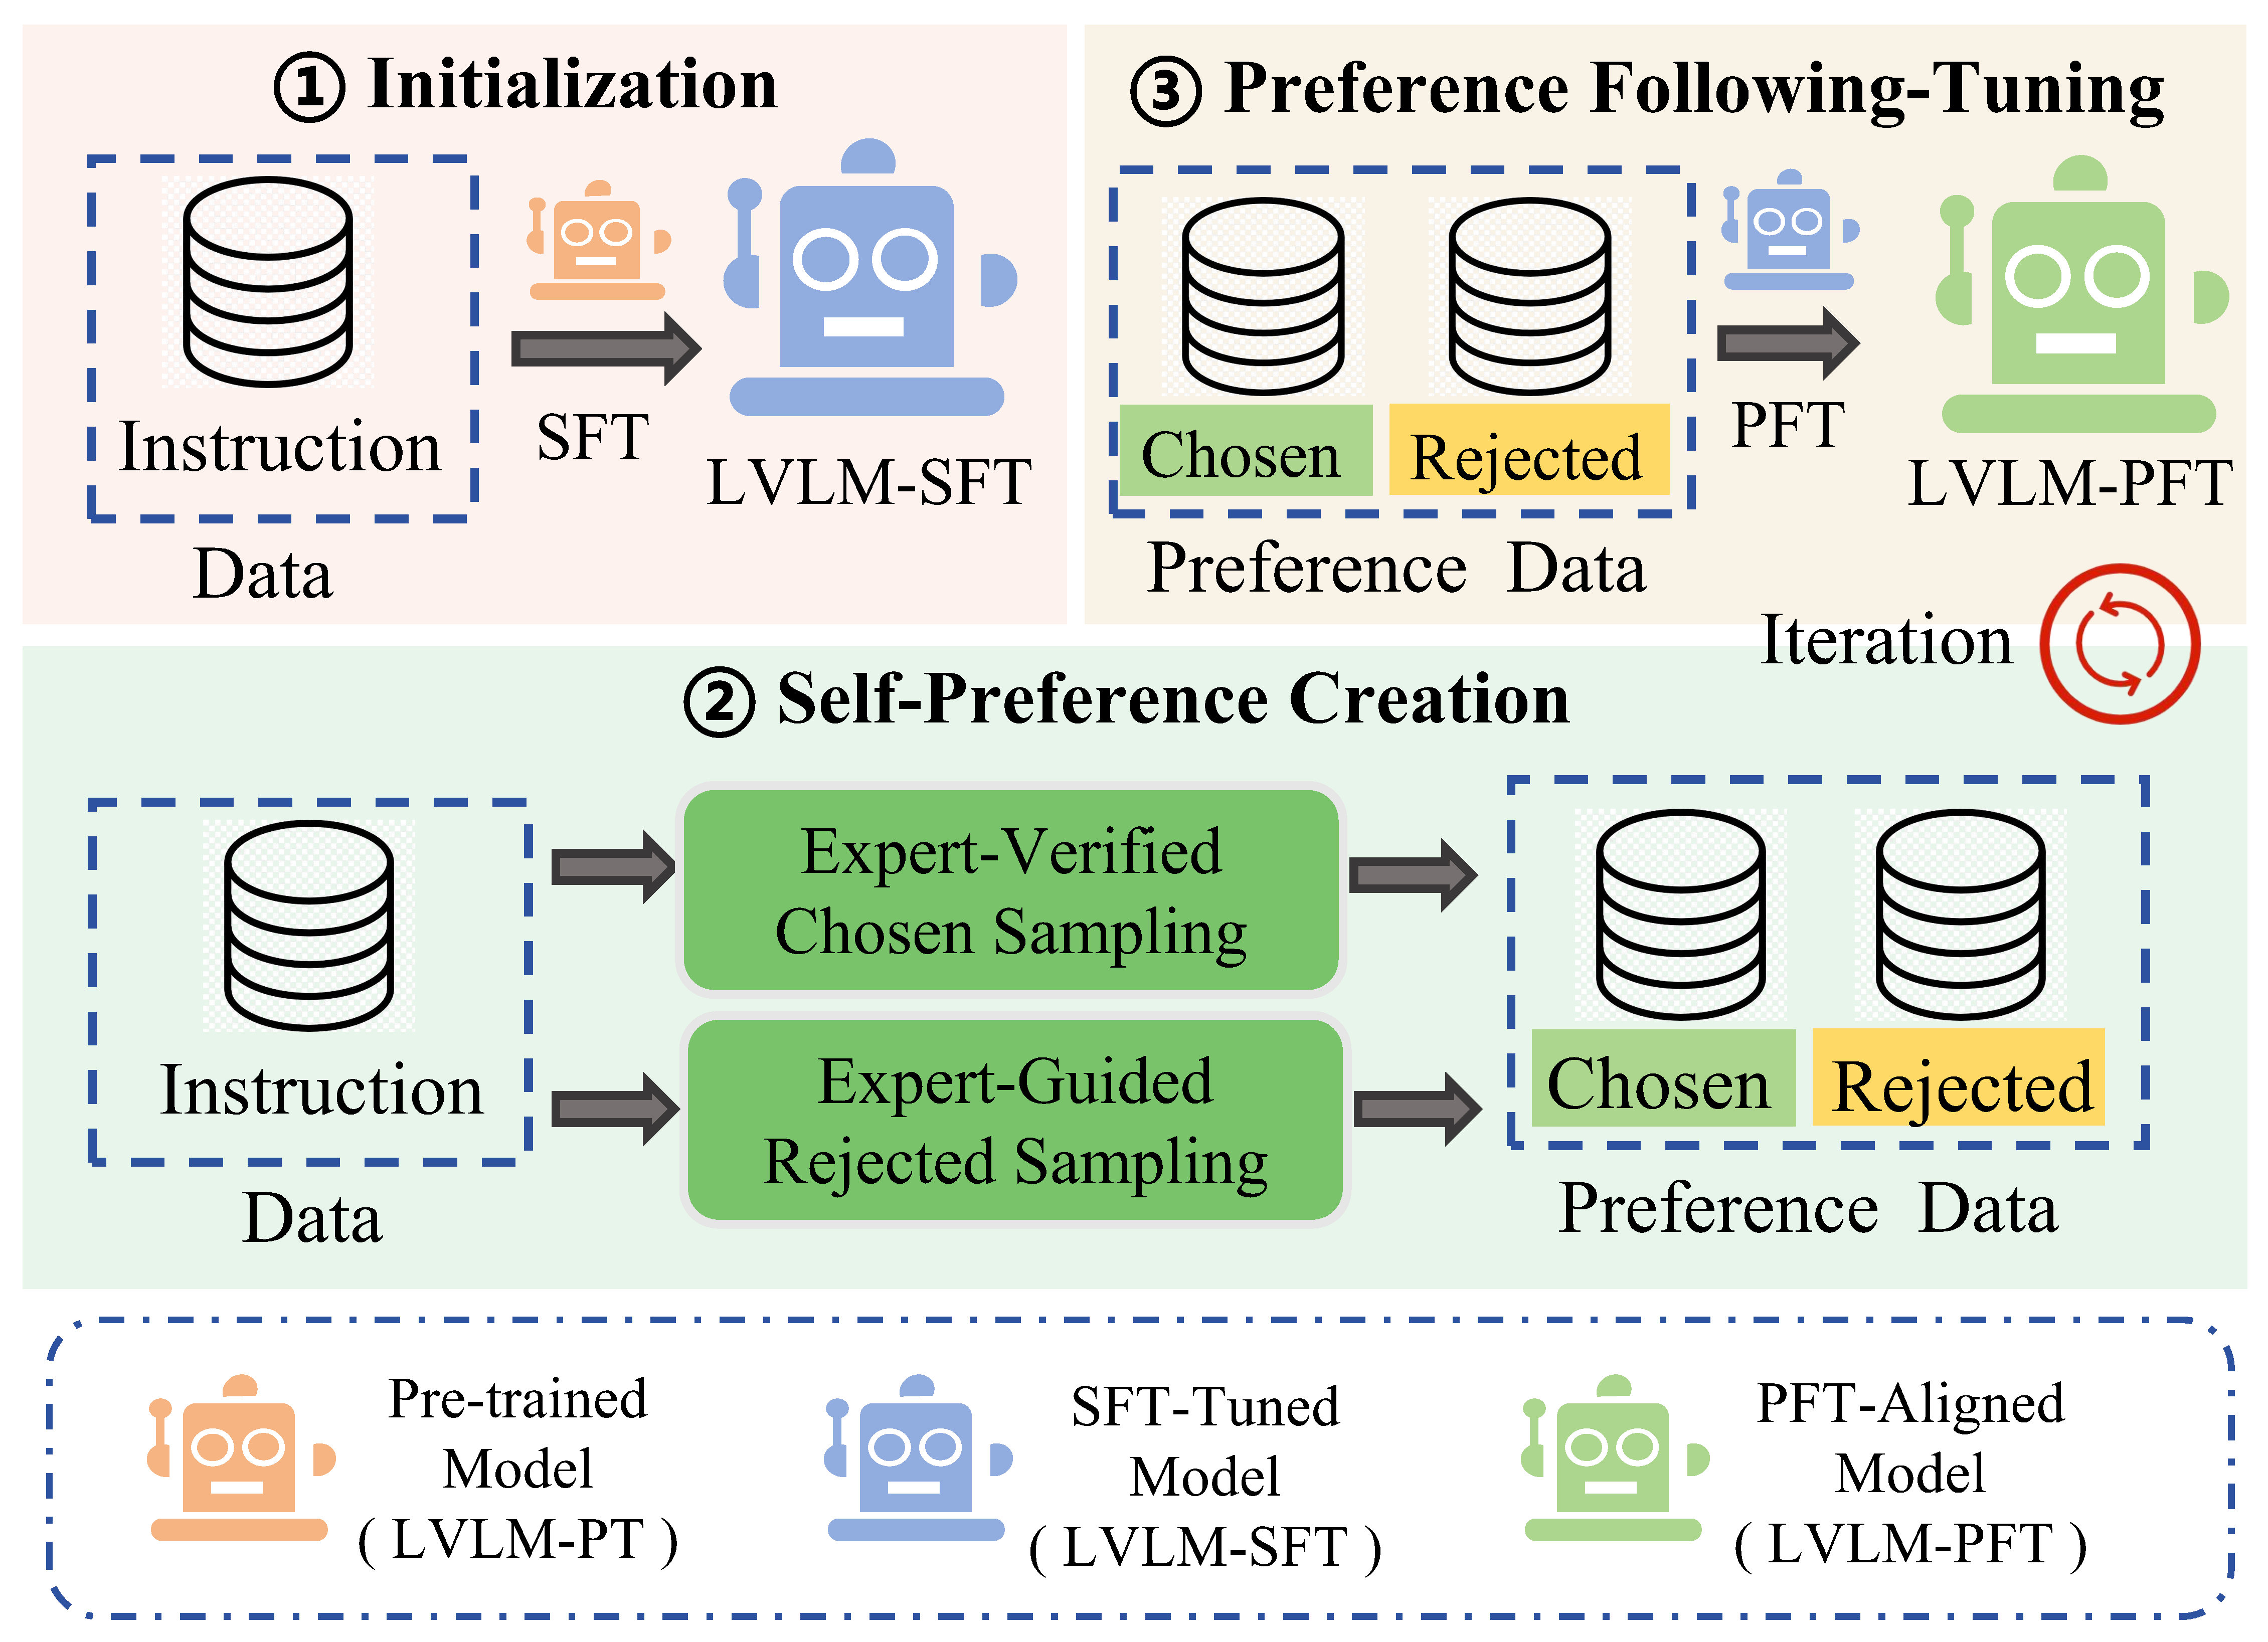 ① Initialization
Instruction
Data
SFT
LVLM-SFT
③ Preference Following-Tuning
Chosen
Rejected
Preference Data
PFT
LVLM-PFT
Iteration
② Self-Preference Creation
Instruction
Data
Expert-Verified
Chosen Sampling
Expert-Guided
Rejected Sampling
Chosen
Rejected
Preference Data
Pre-trained
Model
( LVLM-PT )
SFT-Tuned
Model
( LVLM-SFT )
PFT-Aligned
Model
( LVLM-PFT )